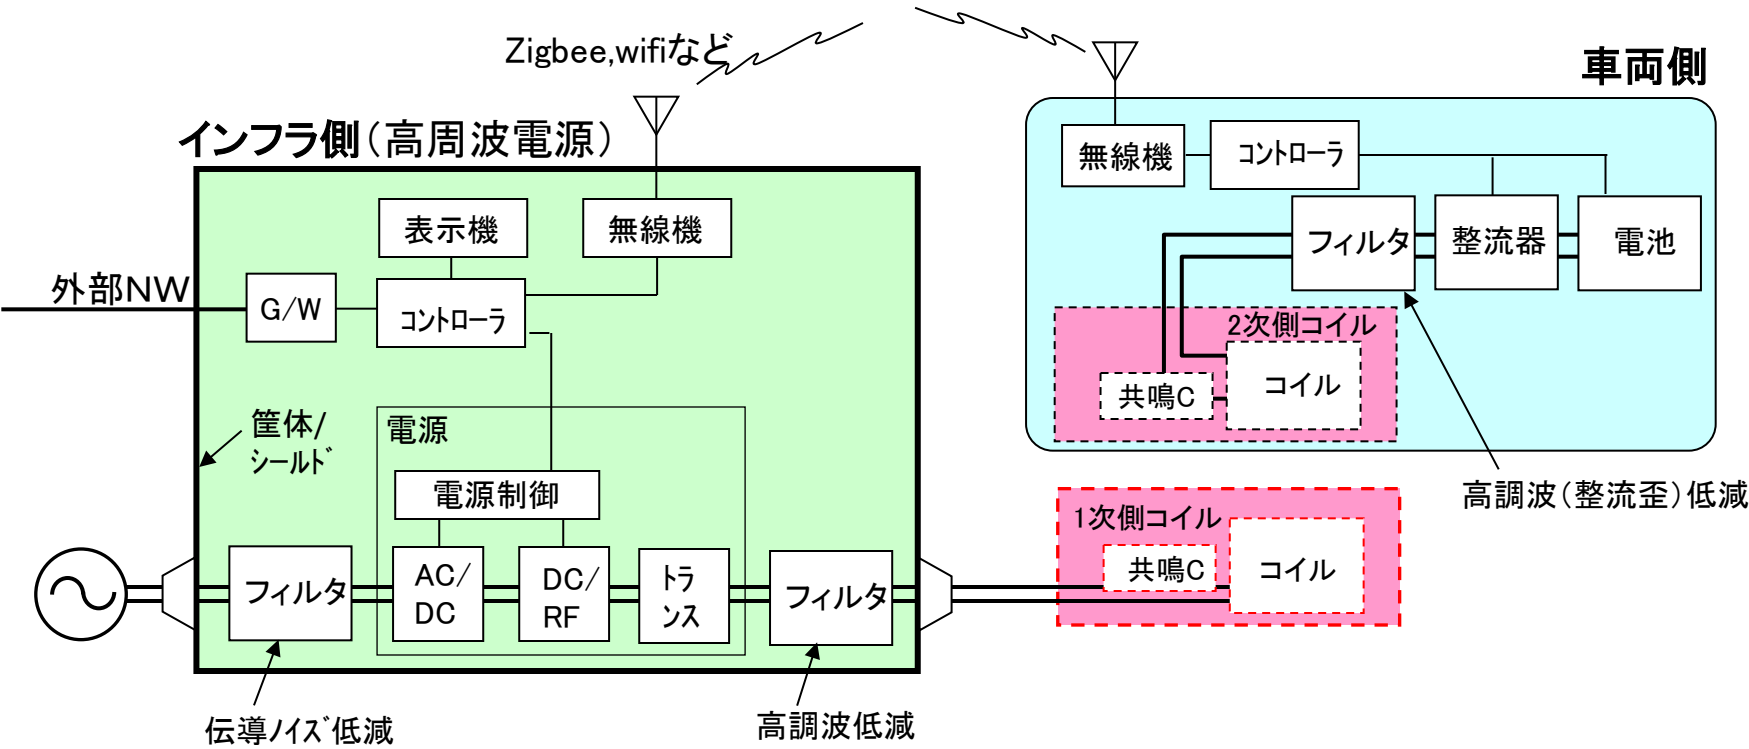 Zigbee,wifiなど
車両側
インフラ側（高周波電源）
無線機
コントローラ
表示機
無線機
フィルタ
整流器
電池
外部NW
G/W
コントローラ
2次側コイル
コイル
共鳴C
筐体/
シールド
電源
電源制御
高調波（整流歪）低減
1次側コイル
共鳴C
コイル
フィルタ
AC/
DC
DC/
RF
トラ
ンス
フィルタ
伝導ノイズ低減
高調波低減